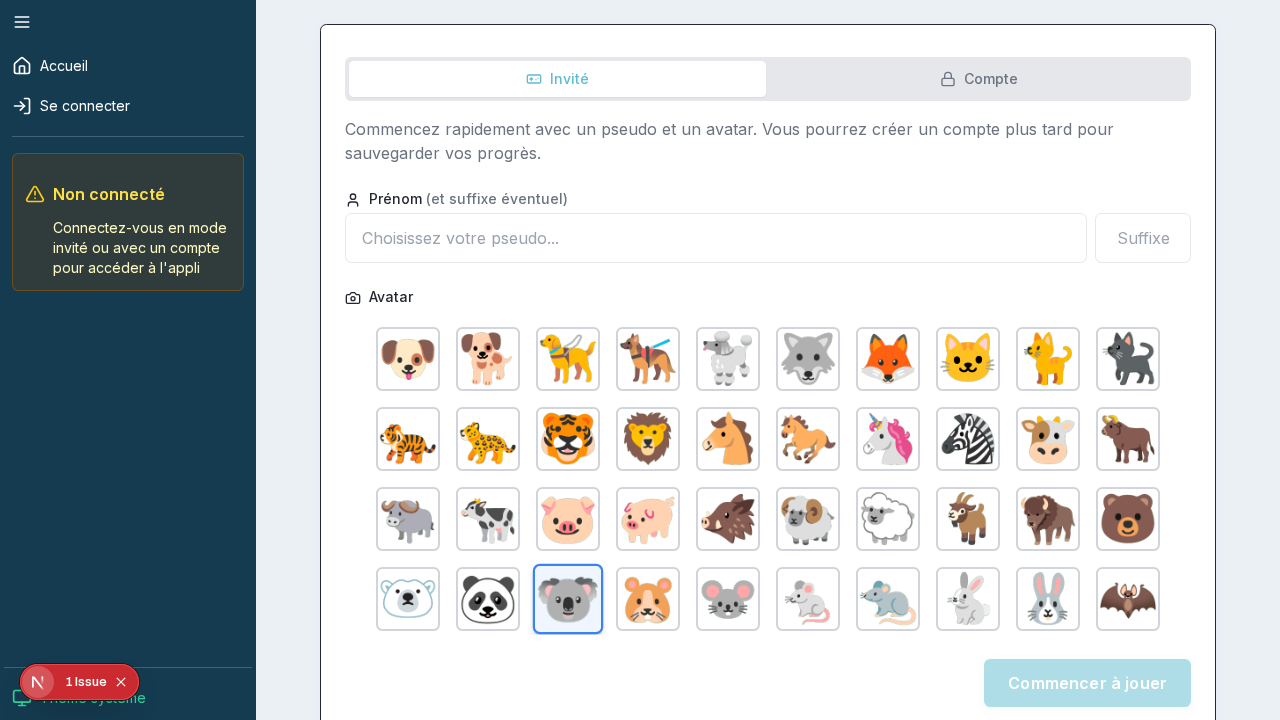 Accueil
Se connecter
Non connecté
Connectez-vous en mode
invité ou avec un compte
pour accéder à l'appli
1 Issue
Thème système
Invité
Compte
Commencez rapidement avec un pseudo et un avatar. Vous pourrez créer un compte plus tard pour
sauvegarder vos progrès.
Prénom (et suffixe éventuel)
Choisissez votre pseudo...
Suffixe
Avatar
Commencer à jouer